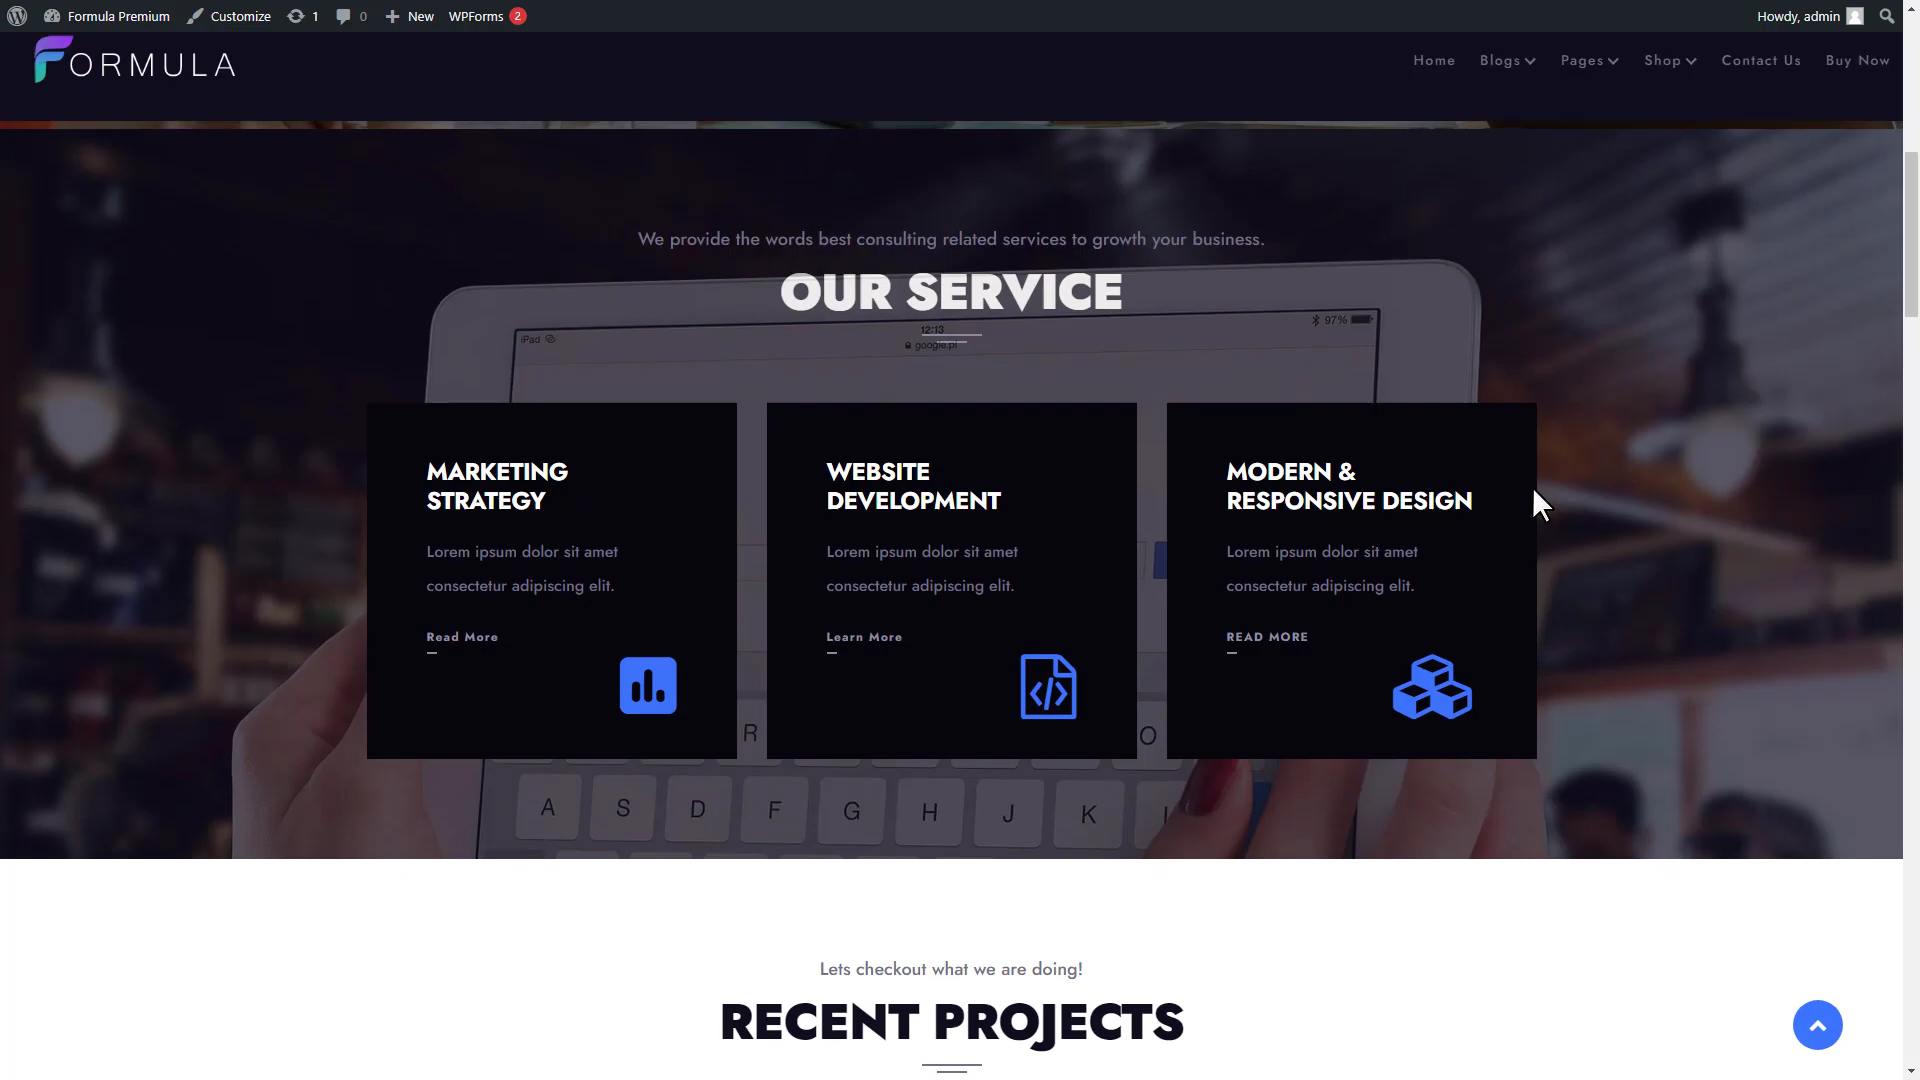 Formula Premium Customize 1 0 New WPForms 2 Howdy, admin
FORMULA
Home Blogs Pages Shop Contact Us Buy Now
We provide the words best consulting related services to growth your business.
OUR SERVICE
12:13
97%
iPad
google.pl
MARKETING
STRATEGY
Lorem ipsum dolor sit amet
consectetur adipiscing elit.
Read More
WEBSITE
DEVELOPMENT
Lorem ipsum dolor sit amet
consectetur adipiscing elit.
Learn More
MODERN &
RESPONSIVE DESIGN
Lorem ipsum dolor sit amet
consectetur adipiscing elit.
READ MORE
R O
A S D F G H J K L
Lets checkout what we are doing!
RECENT PROJECTS